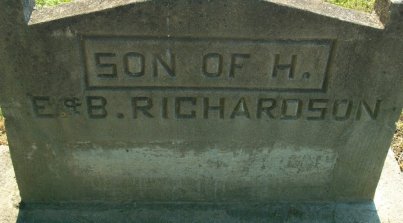 SON OF H.
E & B. RICHARDSON